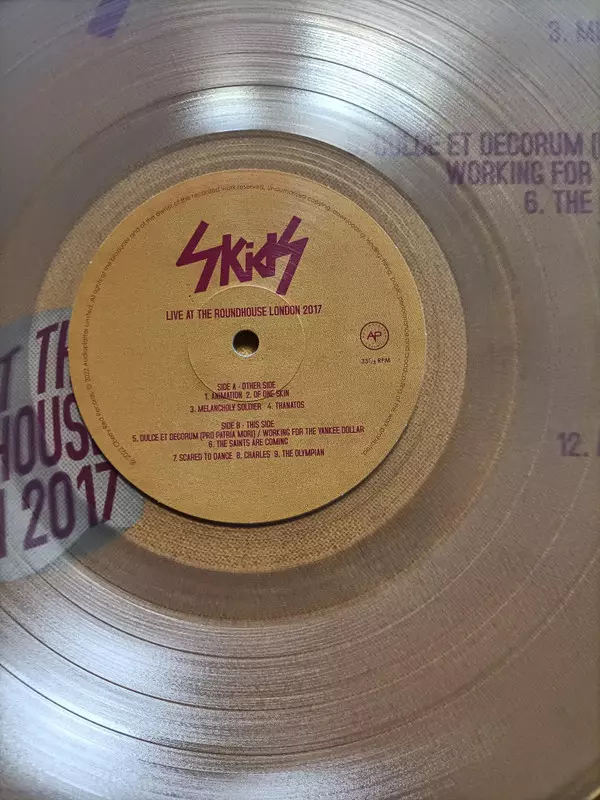 3. M
DULCE ET DECORUM (
WORKING FOR
6. THE
SKidS
LIVE AT THE ROUNDHOUSE LONDON 2017
AP
33⅓ RPM
SIDE A - OTHER SIDE
1. ANIMATION 2. OF ONE SKIN
3. MELANCHOLY SOLDIER 4. THANATOS
SIDE B - THIS SIDE
5. DULCE ET DECORUM (PRO PATRIA MORI) / WORKING FOR THE YANKEE DOLLAR
6. THE SAINTS ARE COMING
7. SCARED TO DANCE 8. CHARLES 9. THE OLYMPIAN
T TH
HOUS
N 2017
12.